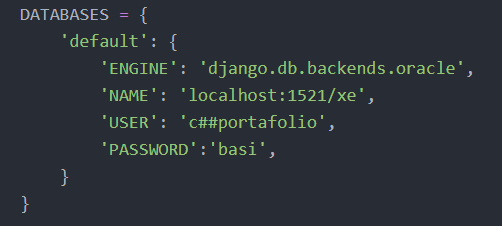 DATABASES = {
    'default': {
        'ENGINE': 'django.db.backends.oracle',
        'NAME': 'localhost:1521/xe',
        'USER': 'c##portafolio',
        'PASSWORD':'basi',
    }
}